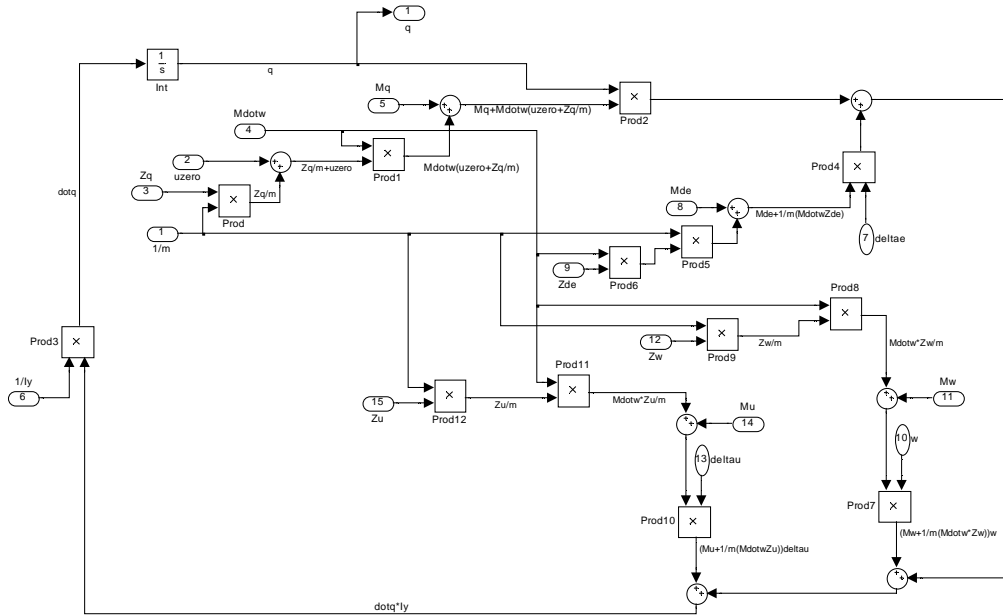 1
q
1
s
Int
q
Mq
5
Mq+Mdotw(uzero+Zq/m)
×
Prod2
Mdotw
4
2
uzero
Zq/m+uzero
×
Prod1
Mdotw(uzero+Zq/m)
×
Prod4
dotq
Zq
3
×
Prod
Zq/m
Mde
8
Mde+1/m(MdotwZde)
7
deltae
1
1/m
×
Prod5
9
Zde
×
Prod6
Prod8
×
12
Zw
×
Prod9
Zw/m
Mdotw*Zw/m
Prod3
×
1/Iy
6
Prod11
×
Mdotw*Zu/m
15
Zu
×
Prod12
Zu/m
Mu
14
Mw
11
10
w
13
deltau
Prod7
×
Prod10
×
(Mu+1/m(MdotwZu))deltau
(Mw+1/m(Mdotw*Zw))w
dotq*Iy